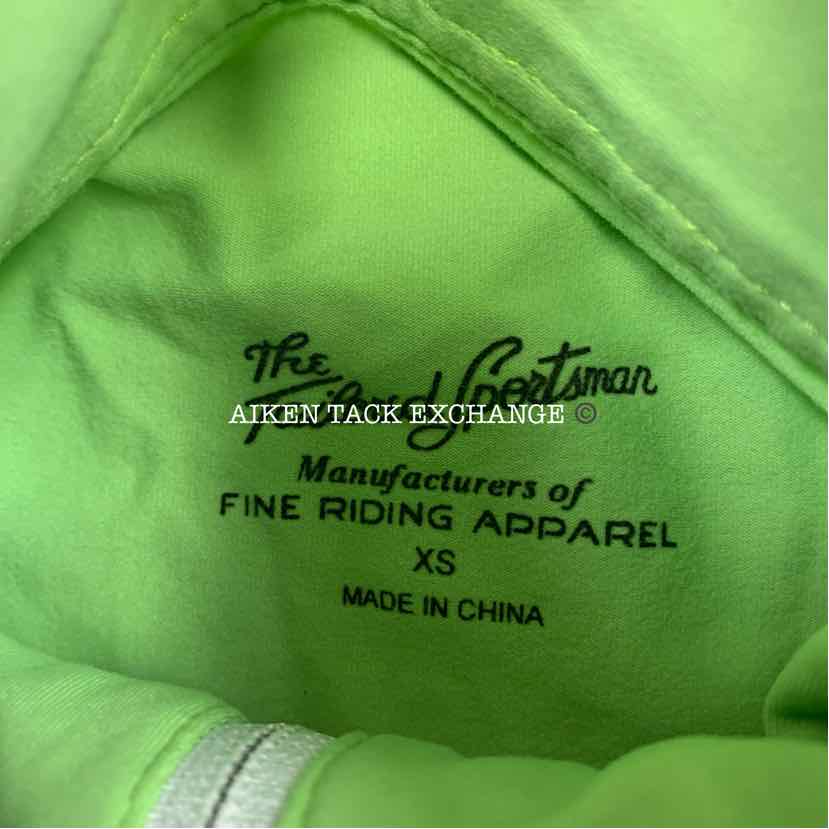 The
Tailored Sportsman
AIKEN TACK EXCHANGE ©
Manufacturers of
FINE RIDING APPAREL
XS
MADE IN CHINA